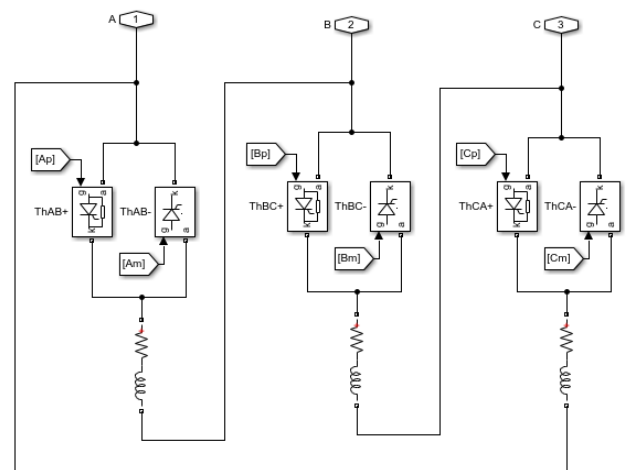 A 1
B 2
C 3
[Ap]
[Bp]
[Cp]
g a
k
k
g a
g a
k
k
g a
g a
k
k
g a
ThAB+
ThAB-
ThBC+
ThBC-
ThCA+
ThCA-
[Am]
[Bm]
[Cm]